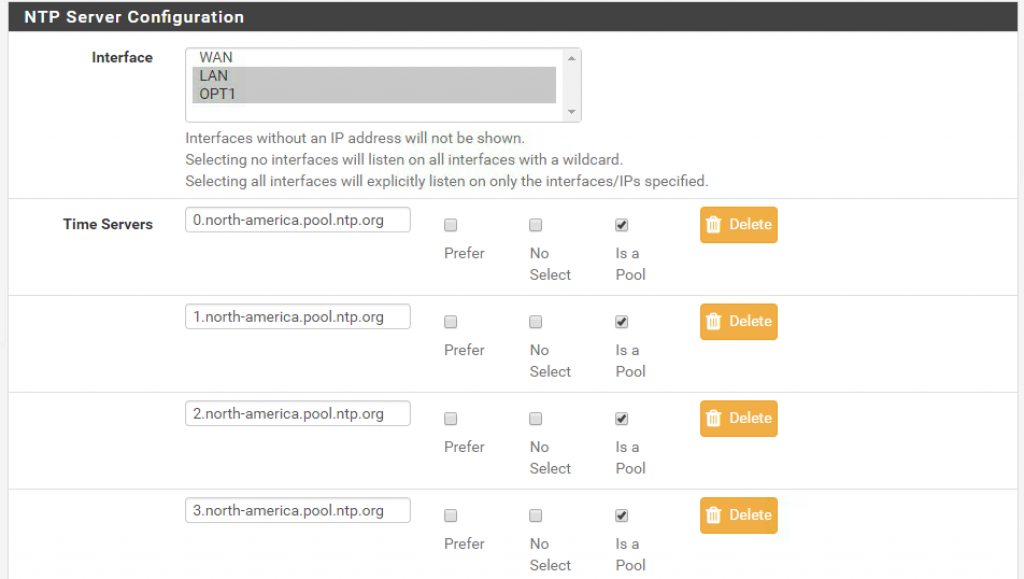 NTP Server Configuration
Interface
WAN
LAN
OPT1
Interfaces without an IP address will not be shown.
Selecting no interfaces will listen on all interfaces with a wildcard.
Selecting all interfaces will explicitly listen on only the interfaces/IPs specified.
Time Servers
0.north-america.pool.ntp.org
Prefer
No
Select
Is a
Pool
Delete
1.north-america.pool.ntp.org
Prefer
No
Select
Is a
Pool
Delete
2.north-america.pool.ntp.org
Prefer
No
Select
Is a
Pool
Delete
3.north-america.pool.ntp.org
Prefer
No
Select
Is a
Pool
Delete